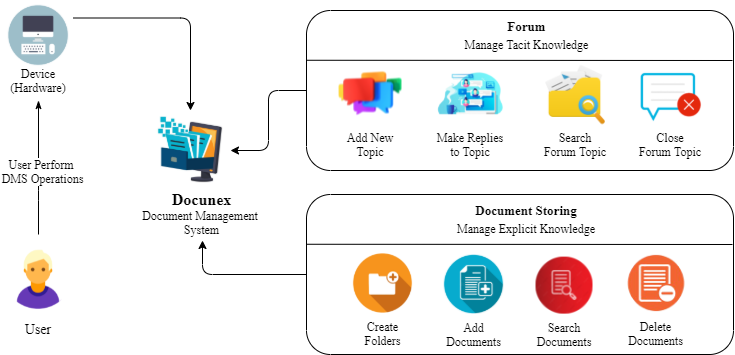 Device
(Hardware)
User Perform
DMS Operations
User
Docunex
Document Management
System
Forum
Manage Tacit Knowledge
Add New
Topic
Make Replies
to Topic
Search
Forum Topic
Close
Forum Topic
Document Storing
Manage Explicit Knowledge
Create
Folders
Add
Documents
Search
Documents
Delete
Documents